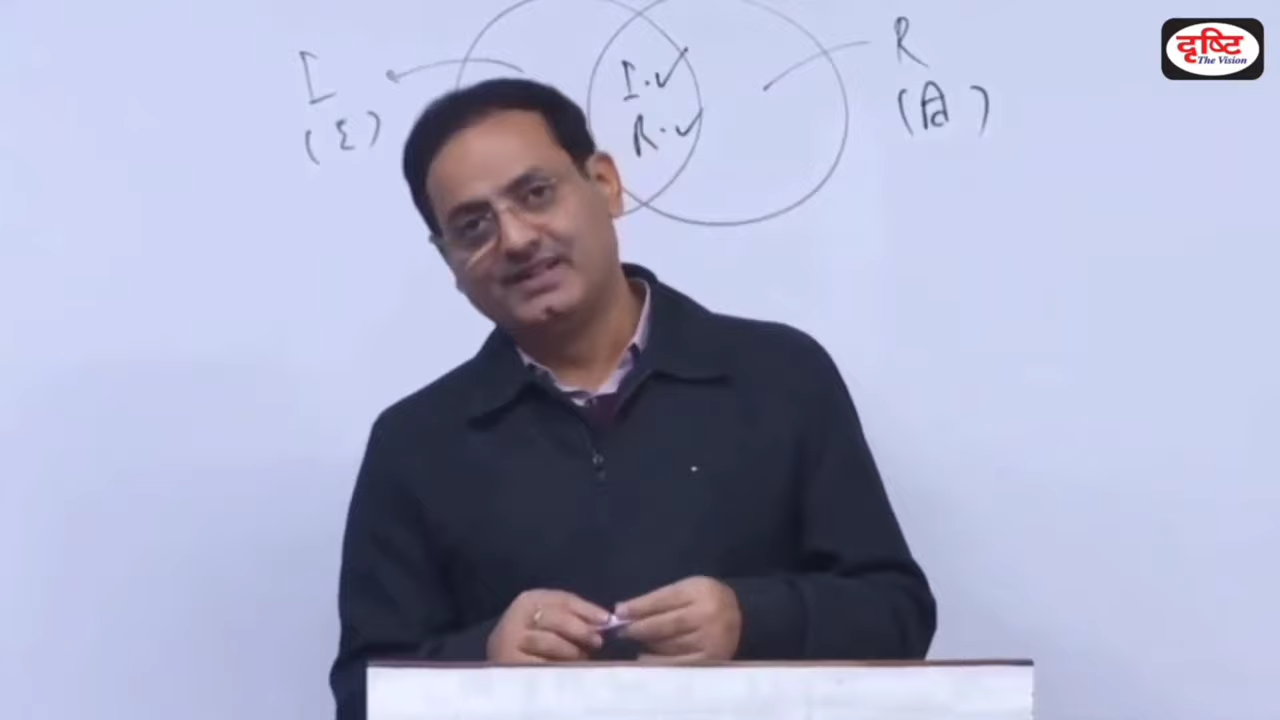 I
(इ)
I. ✓
R. ✓
R
(वि)
दृष्टि
The Vision